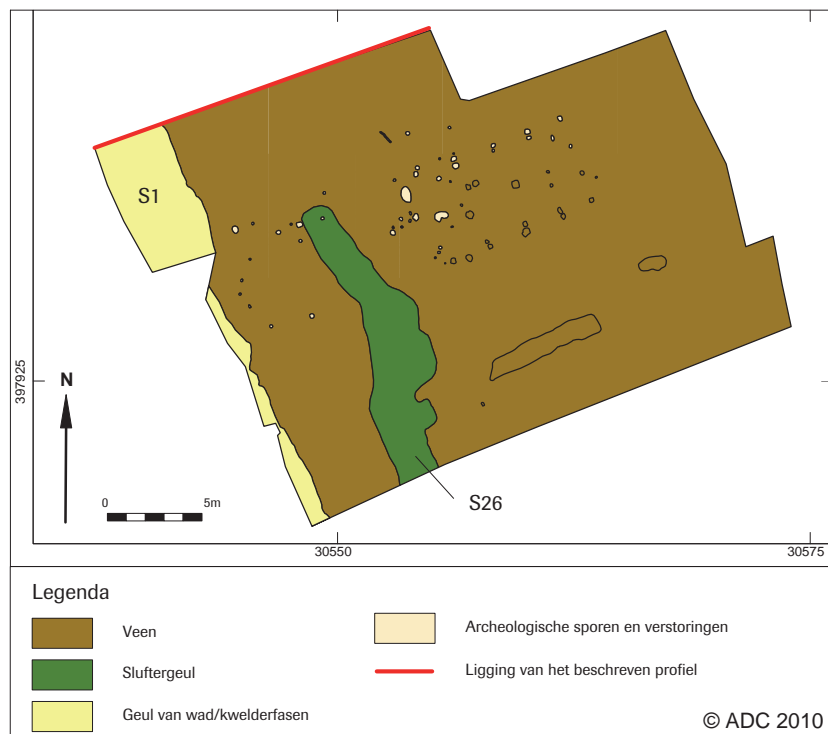 S1
397925
N
0 5m
S26
30550 30575
Legenda
Veen
Sluftergeul
Geul van wad/kwelderfasen
Archeologische sporen en verstoringen
Ligging van het beschreven profiel
© ADC 2010